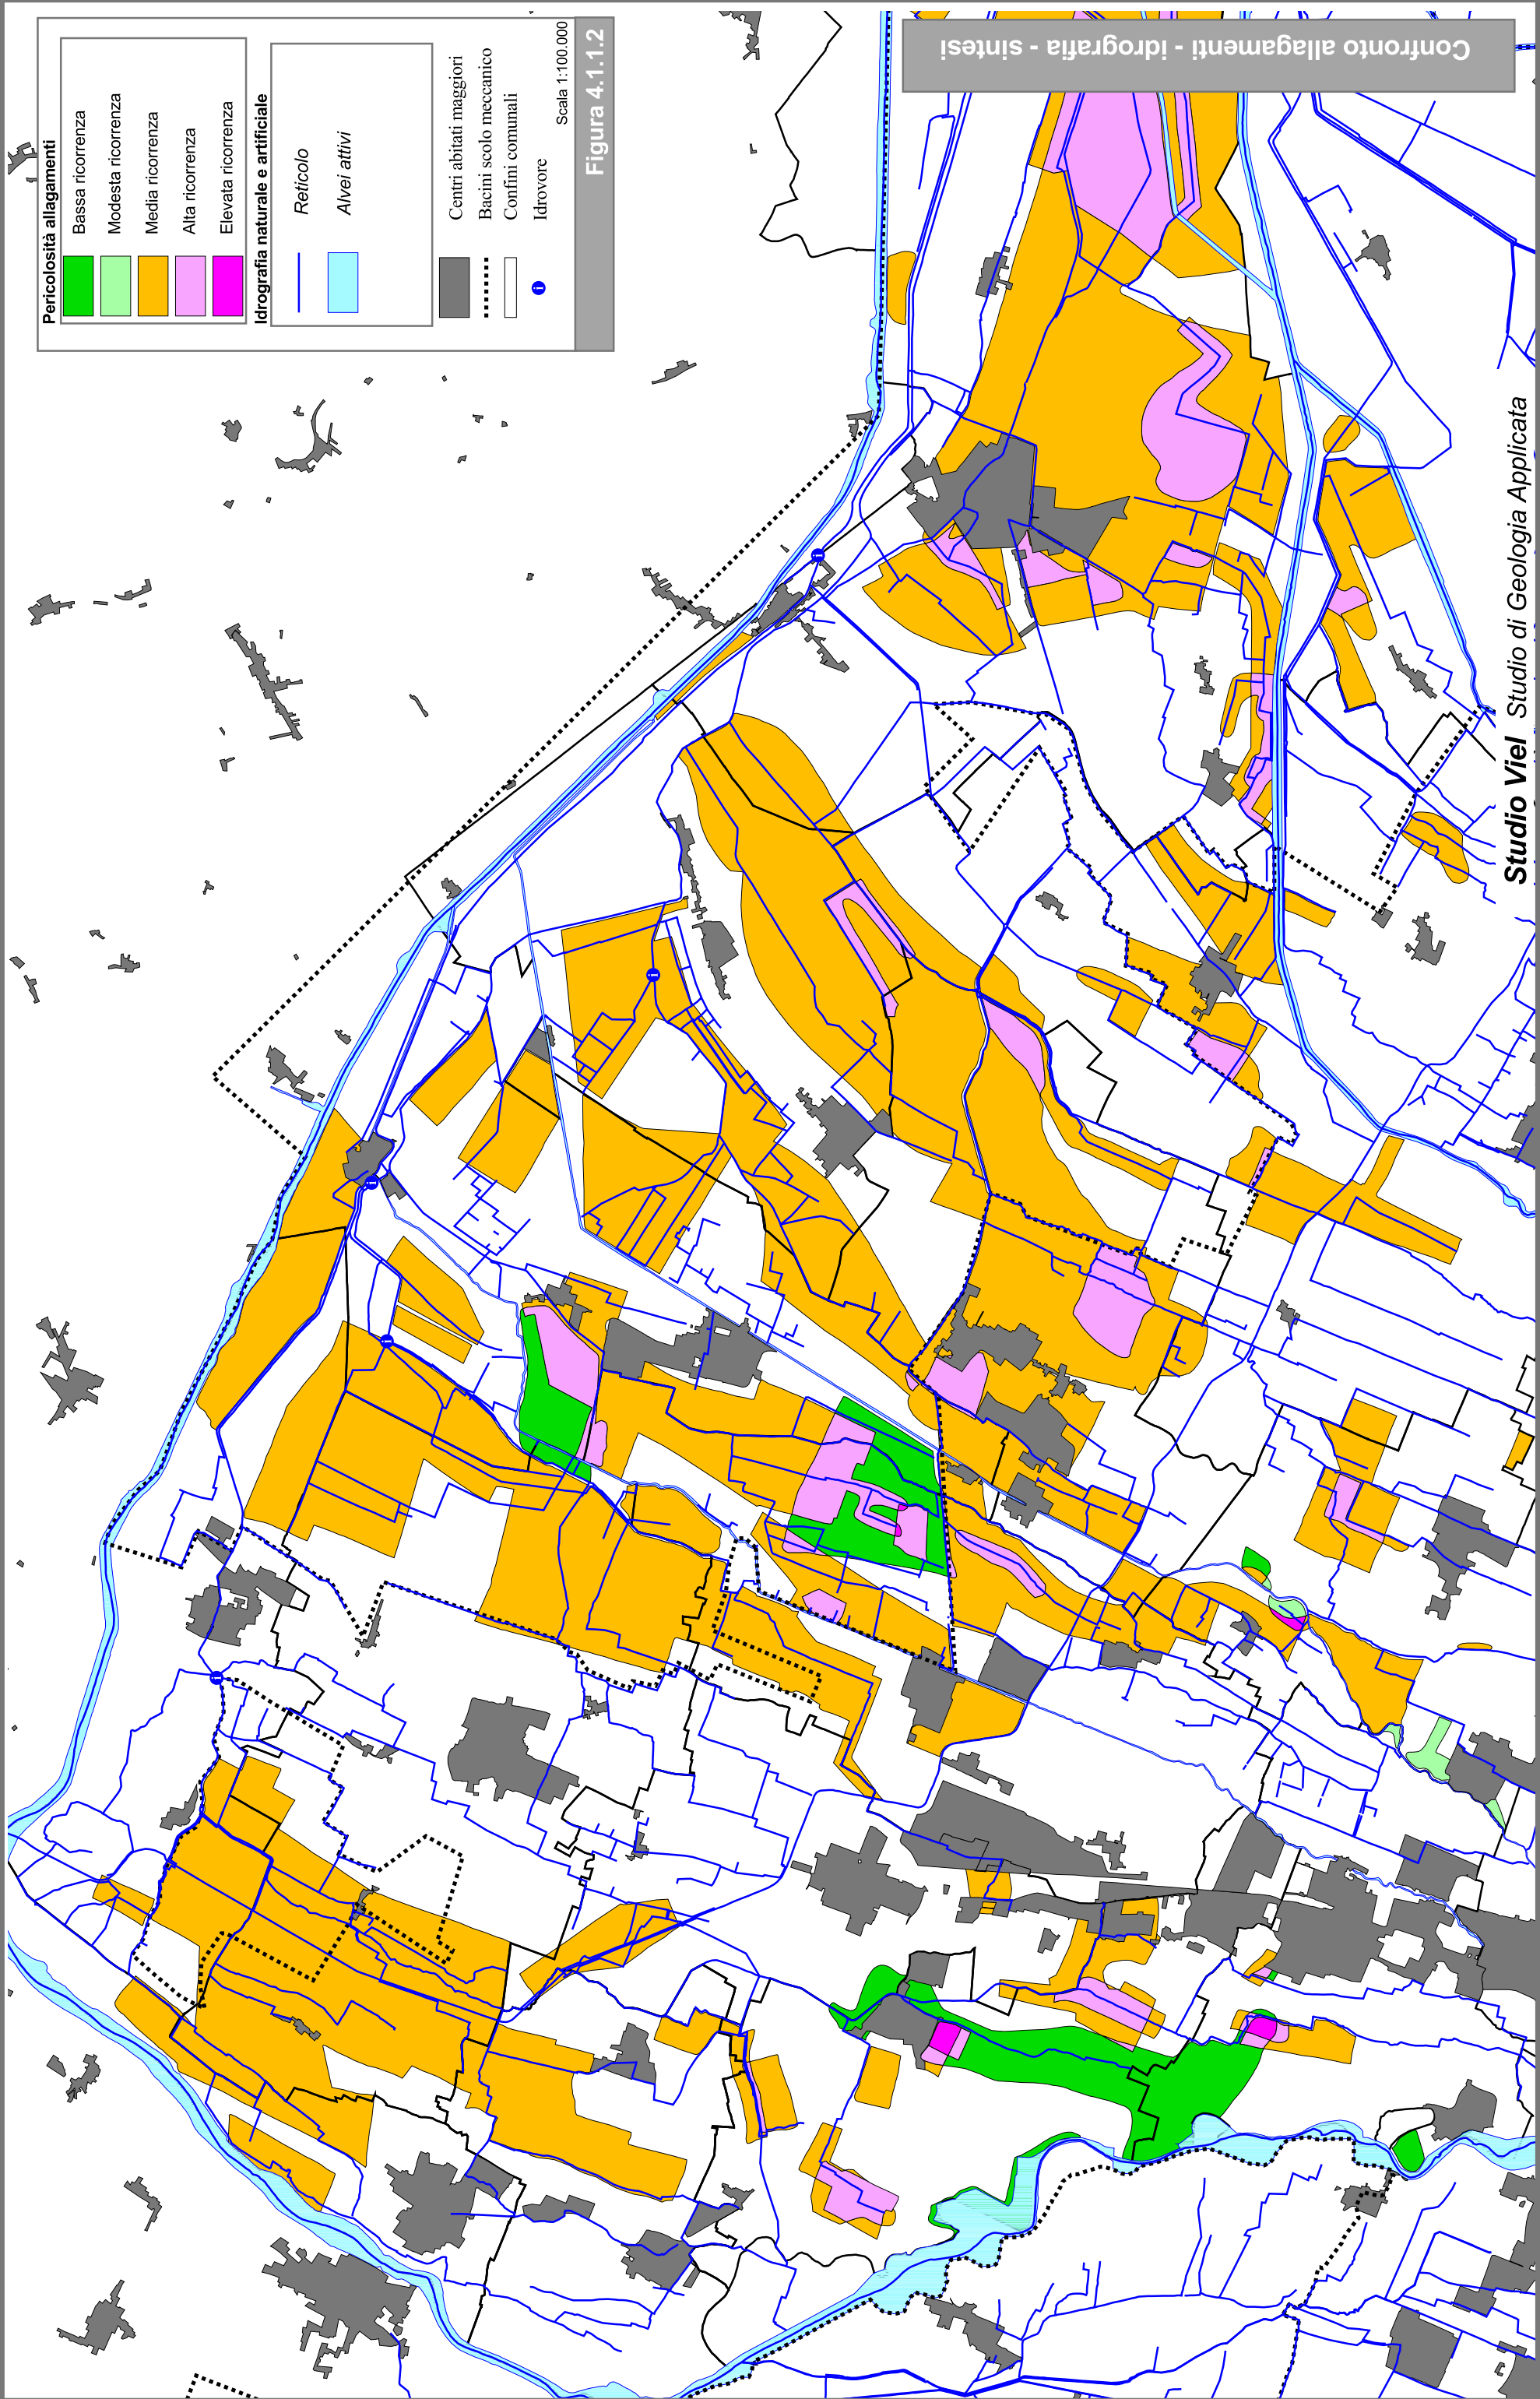 Pericolosità allagamenti
Bassa ricorrenza
Modesta ricorrenza
Media ricorrenza
Alta ricorrenza
Elevata ricorrenza
Idrografia naturale e artificiale
Reticolo
Alvei attivi
Centri abitati maggiori
Bacini scolo meccanico
Confini comunali
Idrovore
Scala 1:100.000
Figura 4.1.1.2
Confronto allagamenti - idrografia - sintesi
Studio Viel Studio di Geologia Applicata